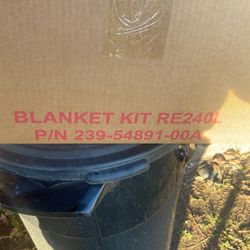 BLANKET KIT RE240L
P/N 239-54891-00A